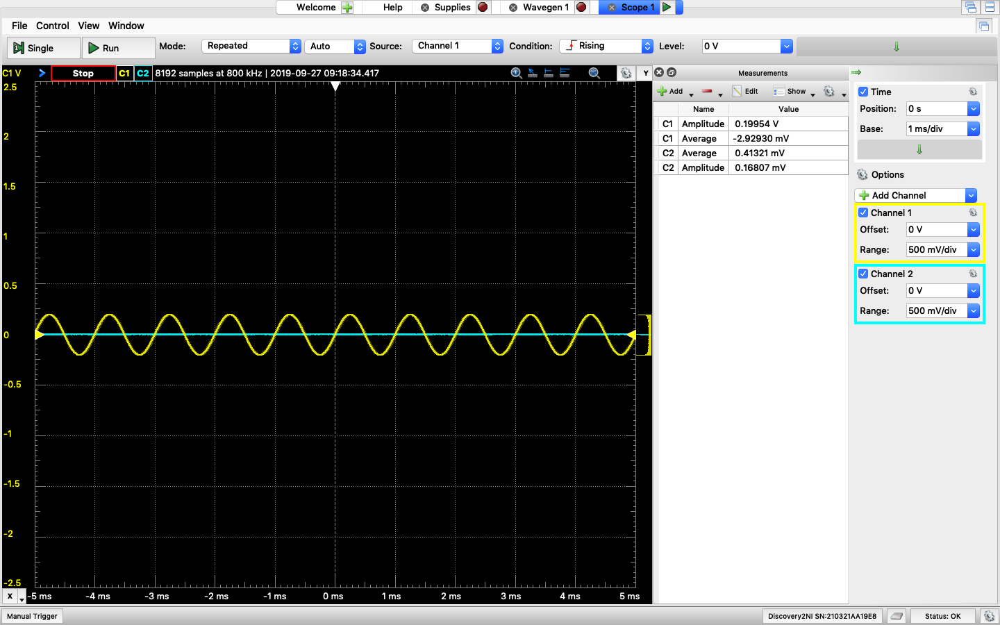 Welcome Help Supplies Wavegen 1 Scope 1
File Control View Window
Single Run Mode: Repeated Auto Source: Channel 1 Condition: Rising Level: 0 V
C1 V Stop C1 C2 8192 samples at 800 kHz | 2019-09-27 09:18:34.417 Y
2.5
2
1.5
1
0.5
0
-0.5
-1
-1.5
-2
-2.5
X -5 ms -4 ms -3 ms -2 ms -1 ms 0 ms 1 ms 2 ms 3 ms 4 ms 5 ms
Measurements
Add Edit Show
Name Value
C1 Amplitude 0.19954 V
C1 Average -2.92930 mV
C2 Average 0.41321 mV
C2 Amplitude 0.16807 mV
Time
Position: 0 s
Base: 1 ms/div
Options
Add Channel
Channel 1
Offset: 0 V
Range: 500 mV/div
Channel 2
Offset: 0 V
Range: 500 mV/div
Manual Trigger Discovery2NI SN:210321AA19E8 Status: OK